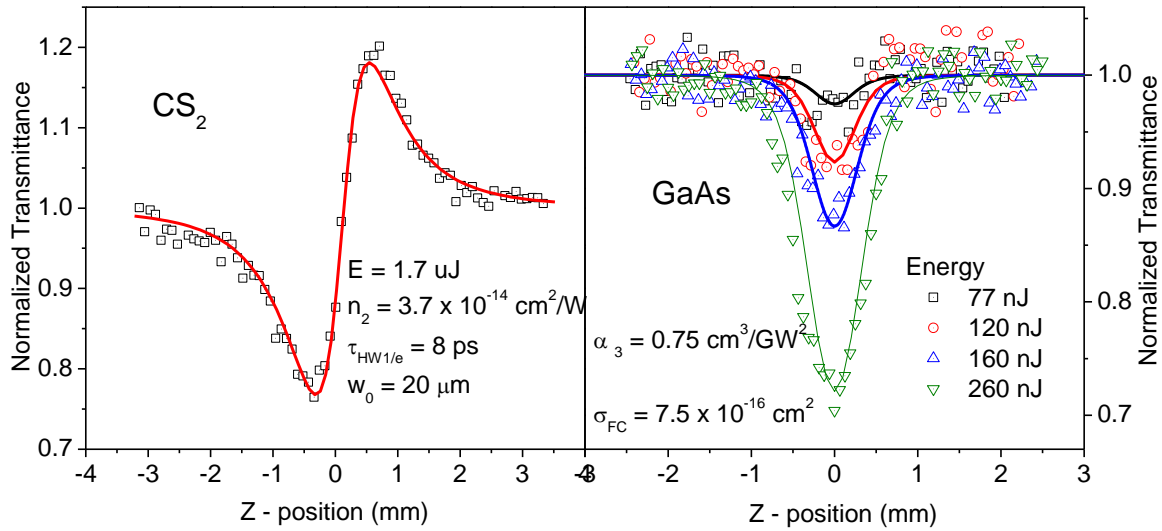 Normalized Transmittance
1.2
1.1
1.0
0.9
0.8
0.7
CS2
E = 1.7 uJ
n2 = 3.7 x 10-14 cm2/W
τHW1/e = 8 ps
w0 = 20 μm
-4 -3 -2 -1 0 1 2 3 4
Z - position (mm)
GaAs
Energy
77 nJ
120 nJ
160 nJ
260 nJ
α3 = 0.75 cm3/GW2
σFC = 7.5 x 10-16 cm2
-3 -2 -1 0 1 2 3
Z - position (mm)
1.0
0.9
0.8
0.7
Normalized Transmittance